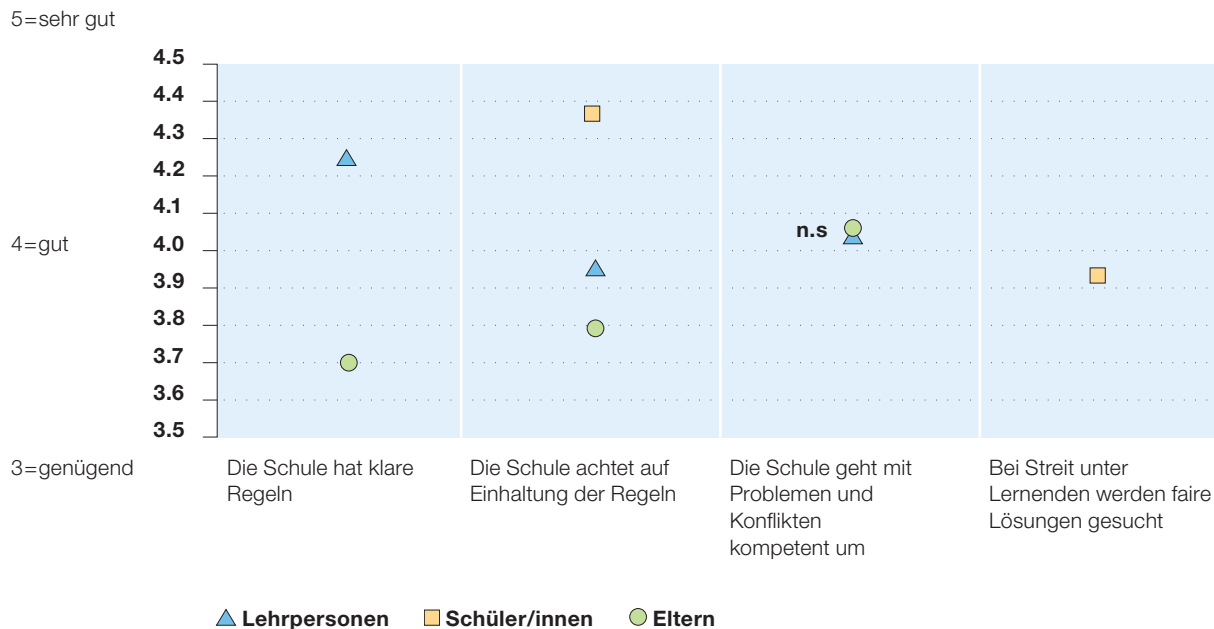 5=sehr gut
4.5
4.4
4.3
4.2
4.1
4.0
3.9
3.8
3.7
3.6
3.5
4=gut
3=genügend
n.s
Die Schule hat klare
Regeln
Die Schule achtet auf
Einhaltung der Regeln
Die Schule geht mit
Problemen und
Konflikten
kompetent um
Bei Streit unter
Lernenden werden faire
Lösungen gesucht
Lehrpersonen Schüler/innen Eltern